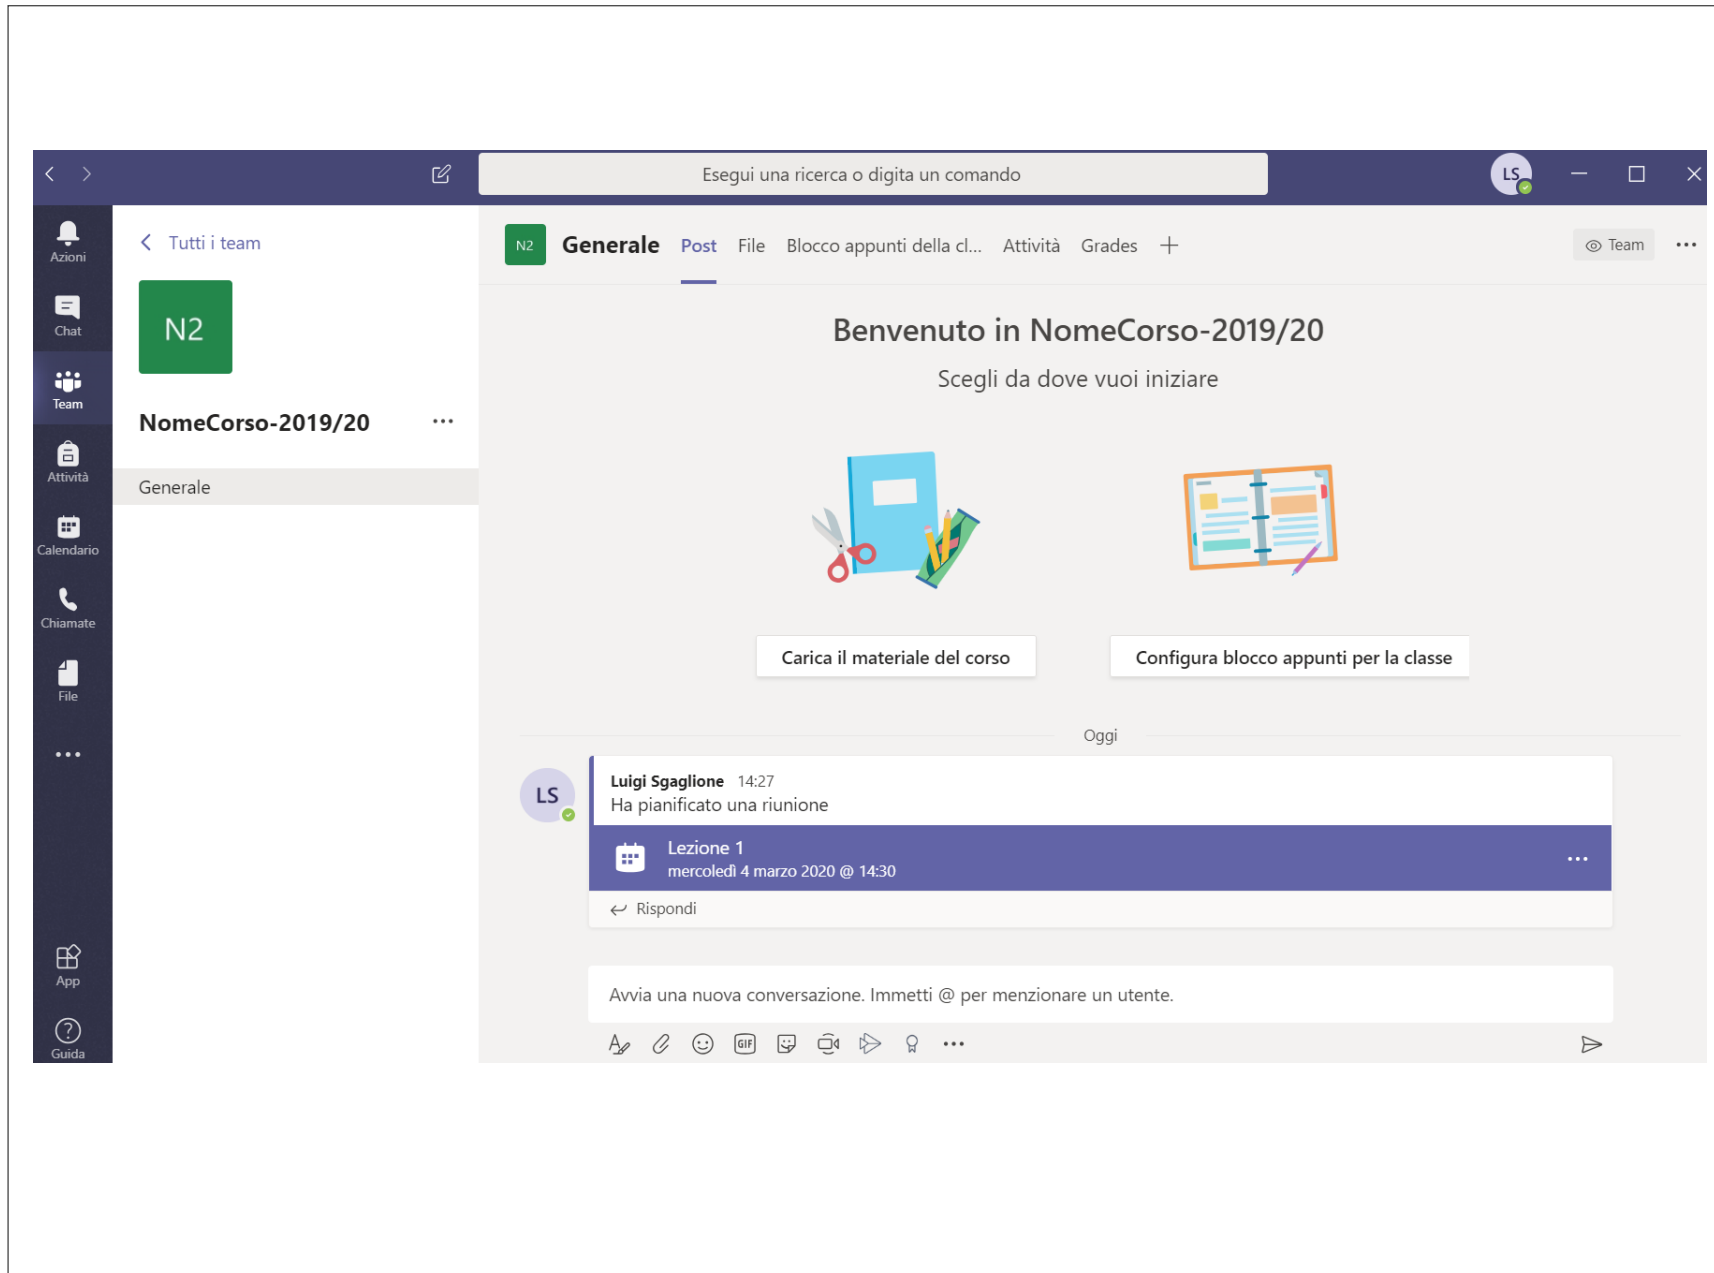 Esegui una ricerca o digita un comando
LS
Azioni
Chat
Team
Attività
Calendario
Chiamate
File
App
Guida
Tutti i team
N2
NomeCorso-2019/20
Generale
N2 Generale Post File Blocco appunti della cl... Attività Grades Team
Benvenuto in NomeCorso-2019/20
Scegli da dove vuoi iniziare
Carica il materiale del corso
Configura blocco appunti per la classe
Oggi
LS
Luigi Sgaglione 14:27
Ha pianificato una riunione
Lezione 1
mercoledì 4 marzo 2020 @ 14:30
Rispondi
Avvia una nuova conversazione. Immetti @ per menzionare un utente.
GIF